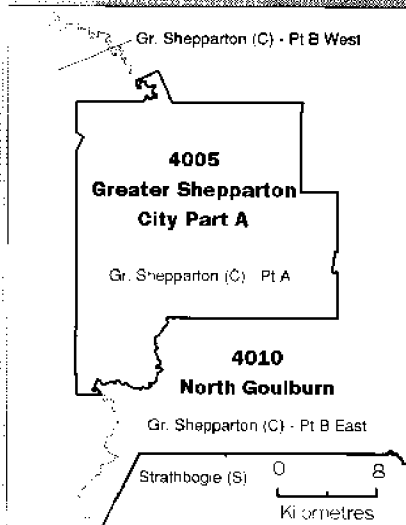 Gr. Shepparton (C) - Pt B West
4005
Greater Shepparton
City Part A
Gr. Shepparton (C) Pt A
4010
North Goulburn
Gr. Shepparton (C) - Pt B East
Strathbogie (S)
0 8
Kilometres